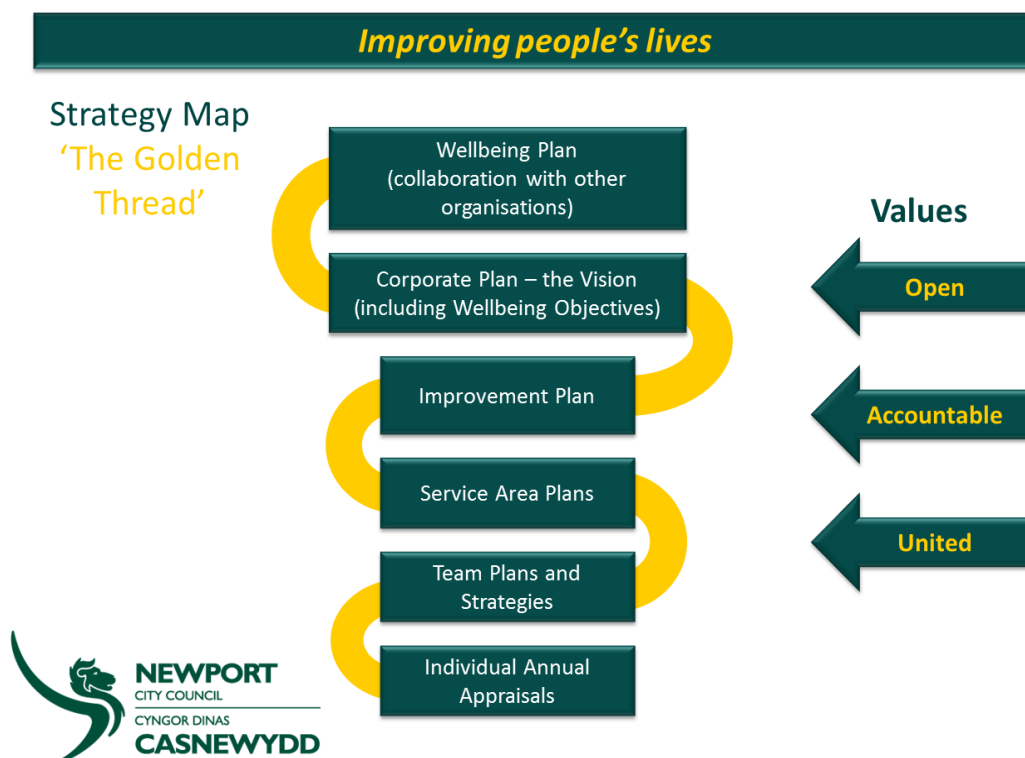 Improving people's lives
Strategy Map
‘The Golden
Thread’
Wellbeing Plan
(collaboration with other
organisations)
Corporate Plan – the Vision
(including Wellbeing Objectives)
Improvement Plan
Service Area Plans
Team Plans and
Strategies
Individual Annual
Appraisals
Values
Open
Accountable
United
NEWPORT
CITY COUNCIL
CYNGOR DINAS
CASNEWYDD